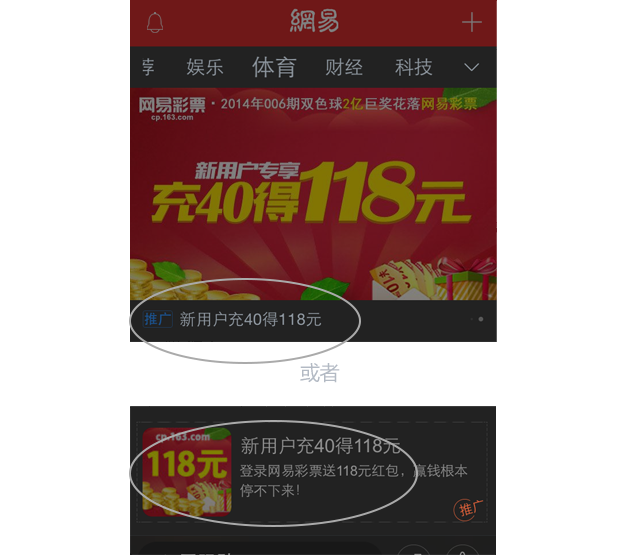 網易
娱乐 体育 财经 科技
网易彩票·2014年006期双色球2亿巨奖花落网易彩票
cp.163.com
新用户专享
充40得118元
推广 新用户充40得118元
或者
cp.163.com
118元
新用户充40得118元
登录网易彩票送118元红包，赢钱根本
停不下来！
推广